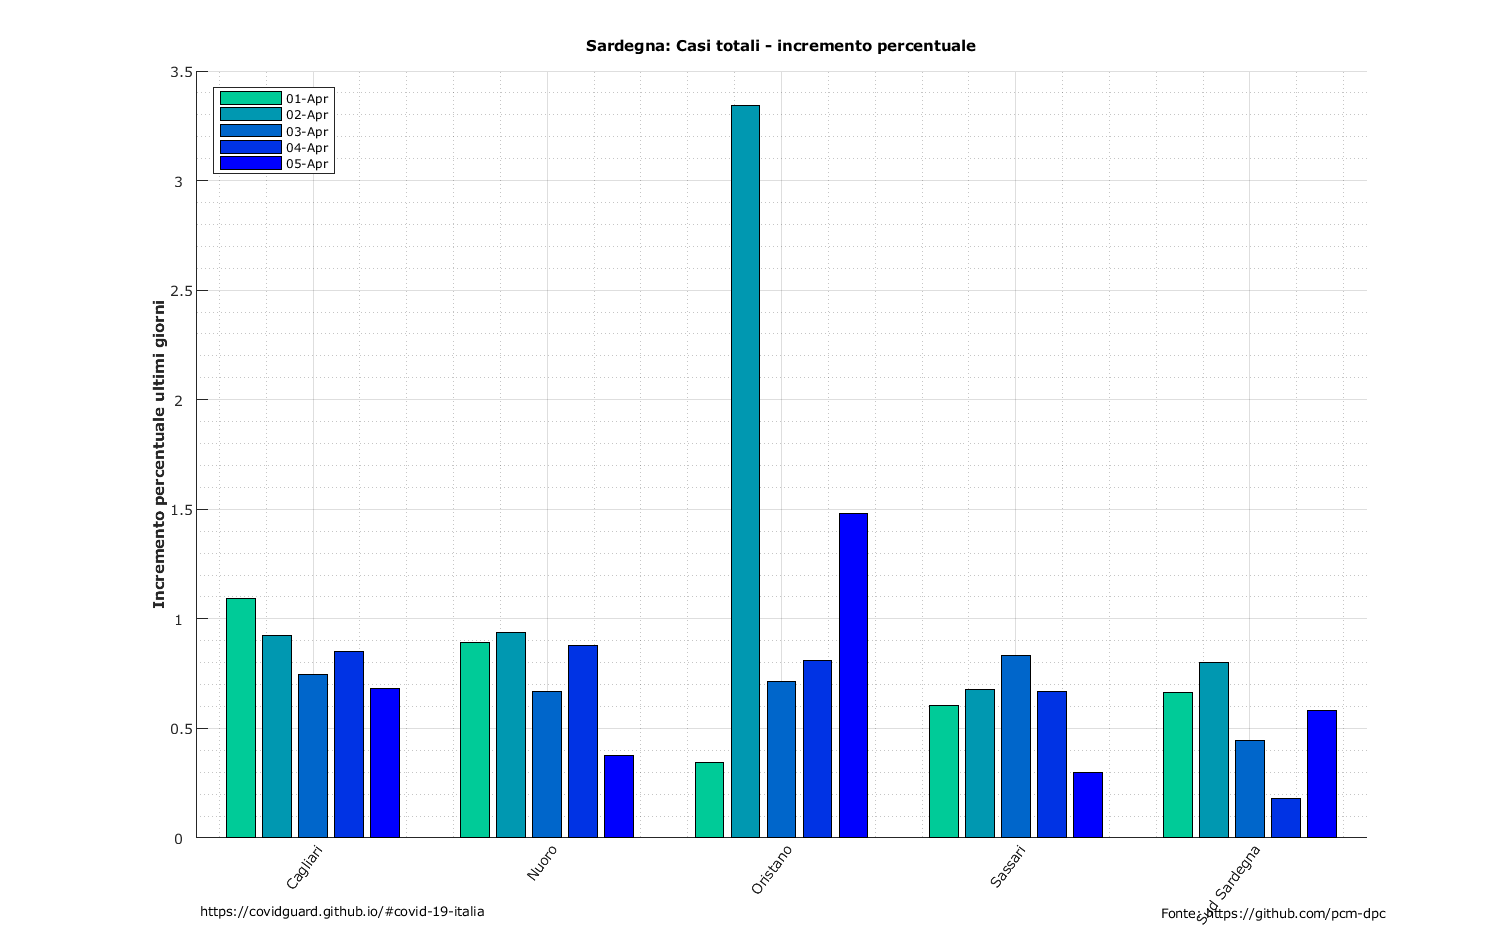 Sardegna: Casi totali - incremento percentuale
Incremento percentuale ultimi giorni
3.5
3
2.5
2
1.5
1
0.5
0
01-Apr
02-Apr
03-Apr
04-Apr
05-Apr
Cagliari
Nuoro
Oristano
Sassari
Sud Sardegna
https://covidguard.github.io/#covid-19-italia
Fonte: https://github.com/pcm-dpc